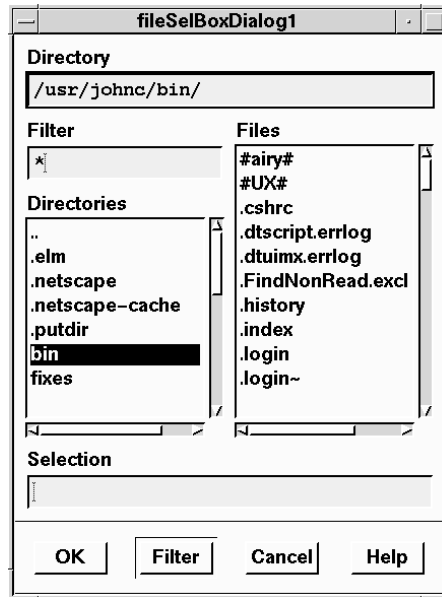 fileSelBoxDialog1
Directory
/usr/johnc/bin/
Filter
*
Directories
..
.elm
.netscape
.netscape-cache
.putdir
bin
fixes
Files
#airy#
#UX#
.cshrc
.dtscript.errlog
.dtuimx.errlog
.FindNonRead.excl
.history
.index
.login
.login~
Selection
OK
Filter
Cancel
Help